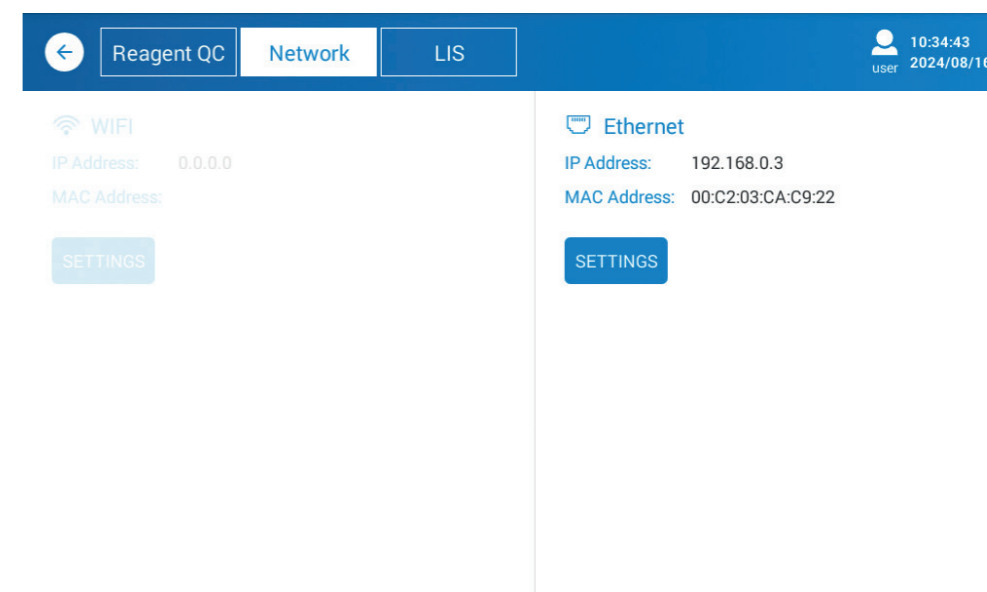 Reagent QC
Network
LIS
user
10:34:43
2024/08/16
WIFI
IP Address: 0.0.0.0
MAC Address:
SETTINGS
Ethernet
IP Address: 192.168.0.3
MAC Address: 00:C2:03:CA:C9:22
SETTINGS